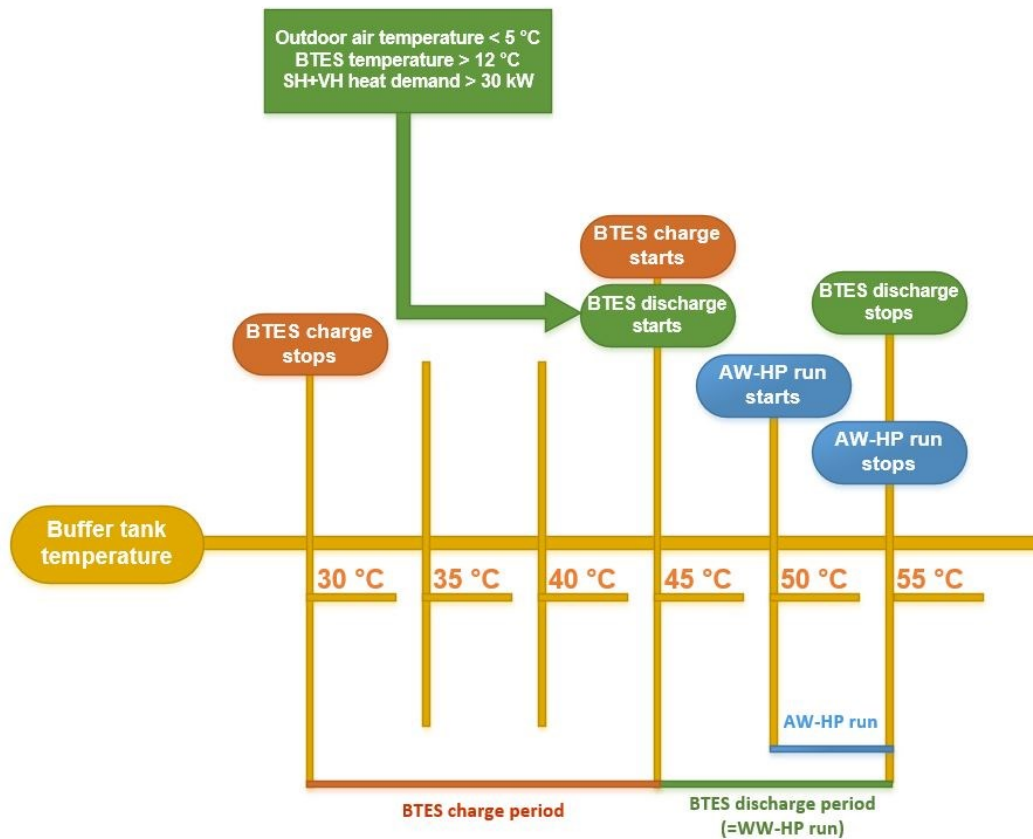 Outdoor air temperature < 5 °C
BTES temperature > 12 °C
SH+VH heat demand > 30 kW
BTES charge
starts
BTES discharge
starts
BTES discharge
stops
BTES charge
stops
AW-HP run
starts
AW-HP run
stops
Buffer tank
temperature
30 °C
35 °C
40 °C
45 °C
50 °C
55 °C
AW-HP run
BTES charge period
BTES discharge period
(=WW-HP run)